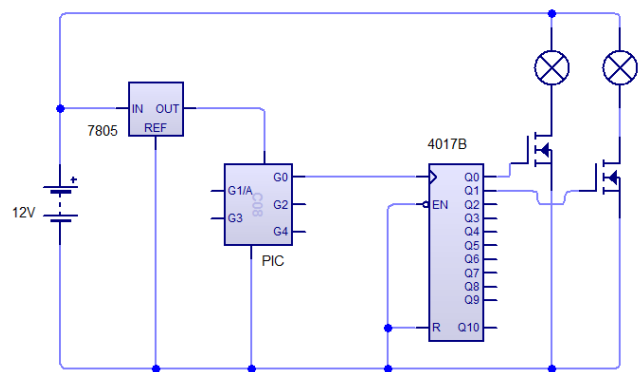 IN OUT
REF
7805
12V
+
G0
G1/A
G2
G3
G4
C08
PIC
4017B
EN
R
Q0
Q1
Q2
Q3
Q4
Q5
Q6
Q7
Q8
Q9
Q10